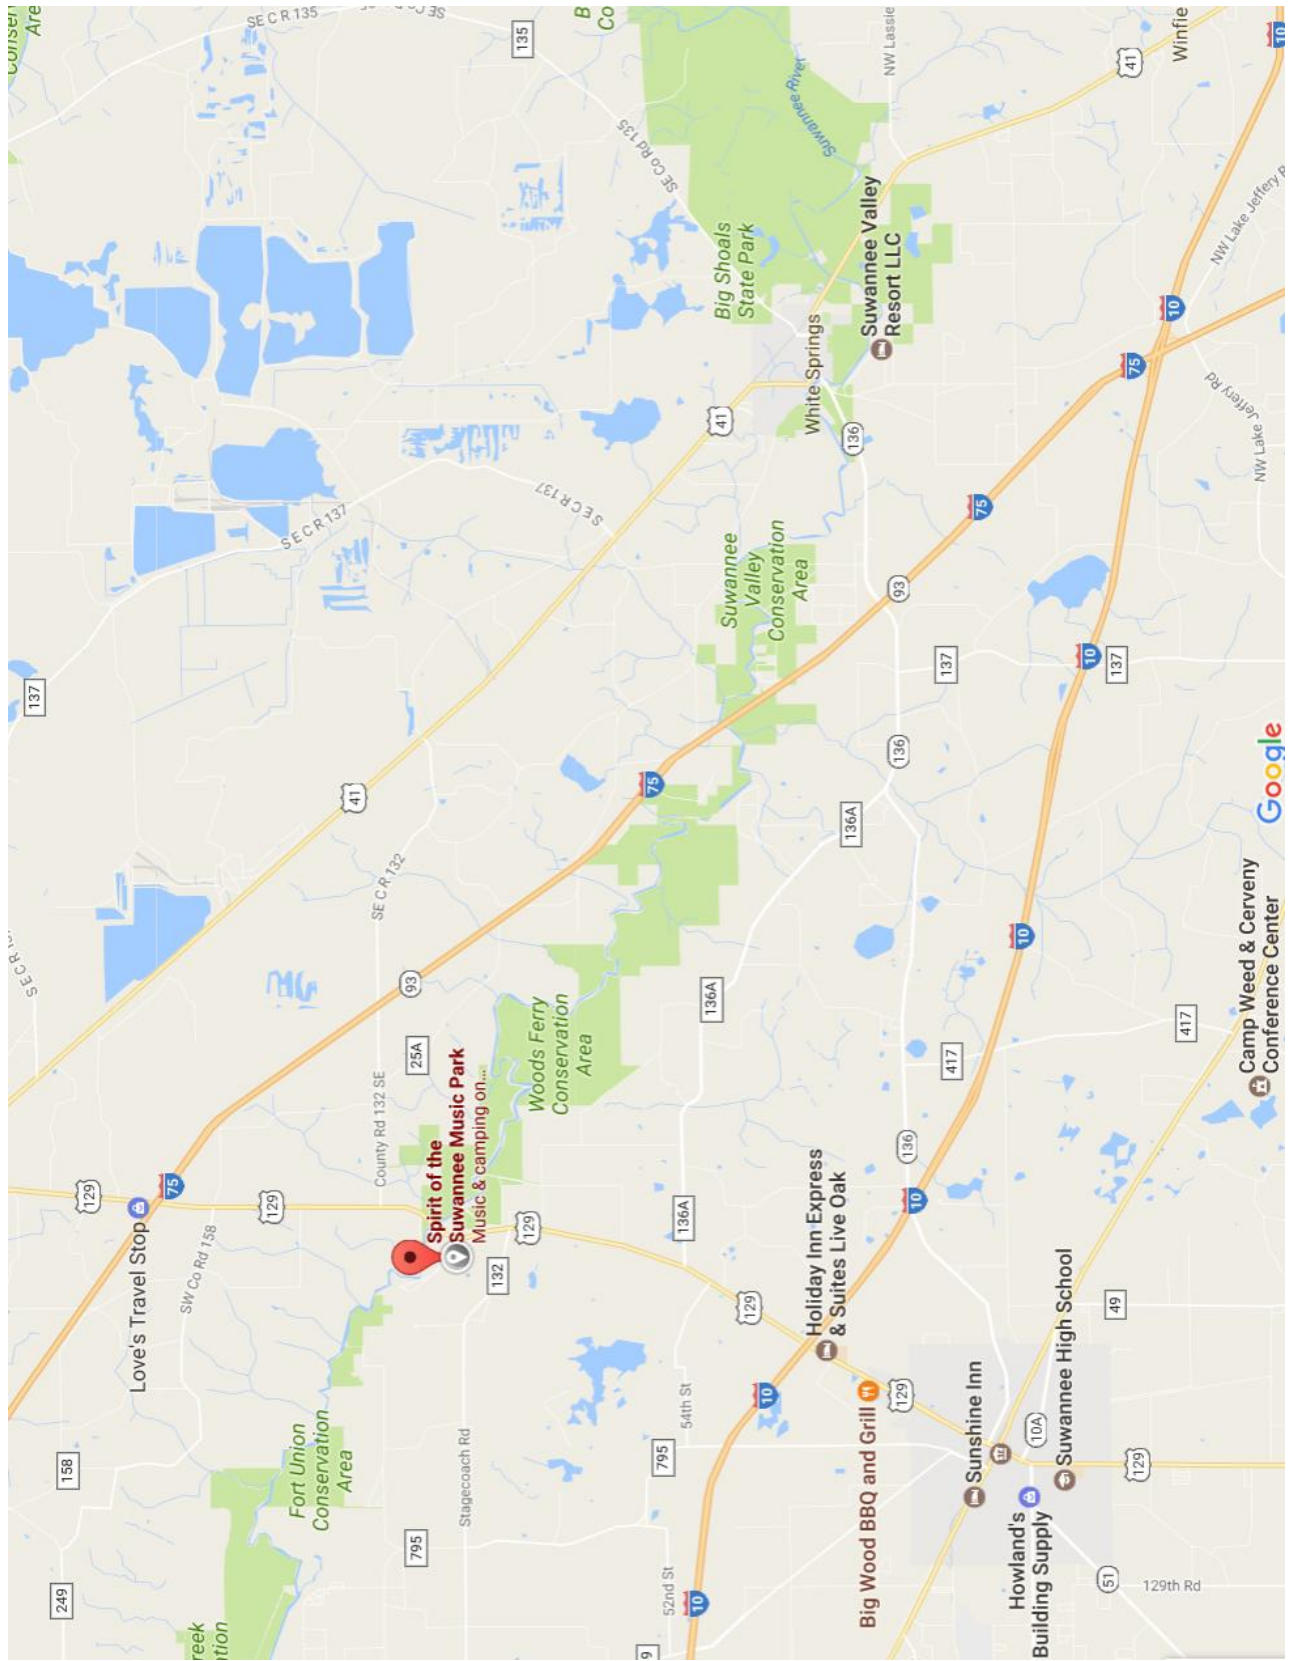 SE C R 135
135
Suwannee River
NW Lassie
41
10
SE Co Rd 135
Big Shoals
State Park
Suwannee Valley
Resort LLC
White Springs
41
136
75
10
NW Lake Jeffery Rd
NW Lake Jeffery
SE C R 137
SE C R 137
137
Suwannee
Valley
Conservation
Area
75
93
137
10
137
136
41
75
136A
SE C R 132
10
Google
93
136A
25A
County Rd 132 SE
Woods Ferry
Conservation
Area
417
417
Camp Weed & Cerveny
Conference Center
136
10
129
75
129
Love's Travel Stop
SW Co Rd 158
Spirit of the
Suwannee Music Park
Music & camping on...
129
132
136A
129
Holiday Inn Express
& Suites Live Oak
49
54th St
10
Big Wood BBQ and Grill
129
Sunshine Inn
10A
Suwannee High School
129
158
Fort Union
Conservation
Area
Stagecoach Rd
795
795
Howland's
Building Supply
51
129th Rd
249
52nd St
10